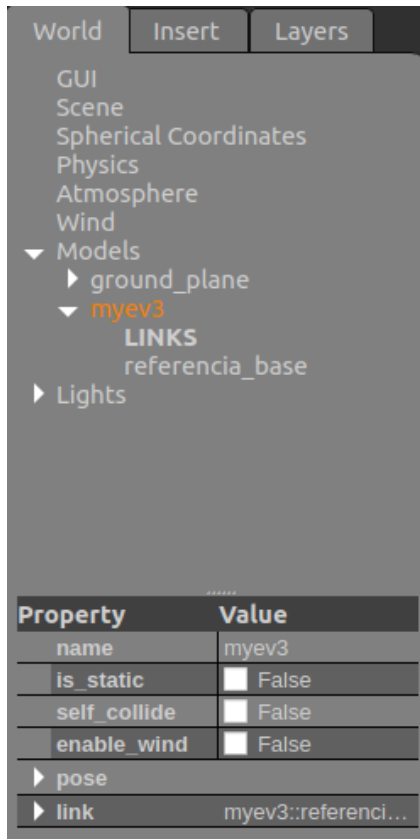 World Insert Layers
GUI
Scene
Spherical Coordinates
Physics
Atmosphere
Wind
Models
ground_plane
myev3
LINKS
referencia_base
Lights
Property Value
name myev3
is_static False
self_collide False
enable_wind False
pose
link myev3::referenci...